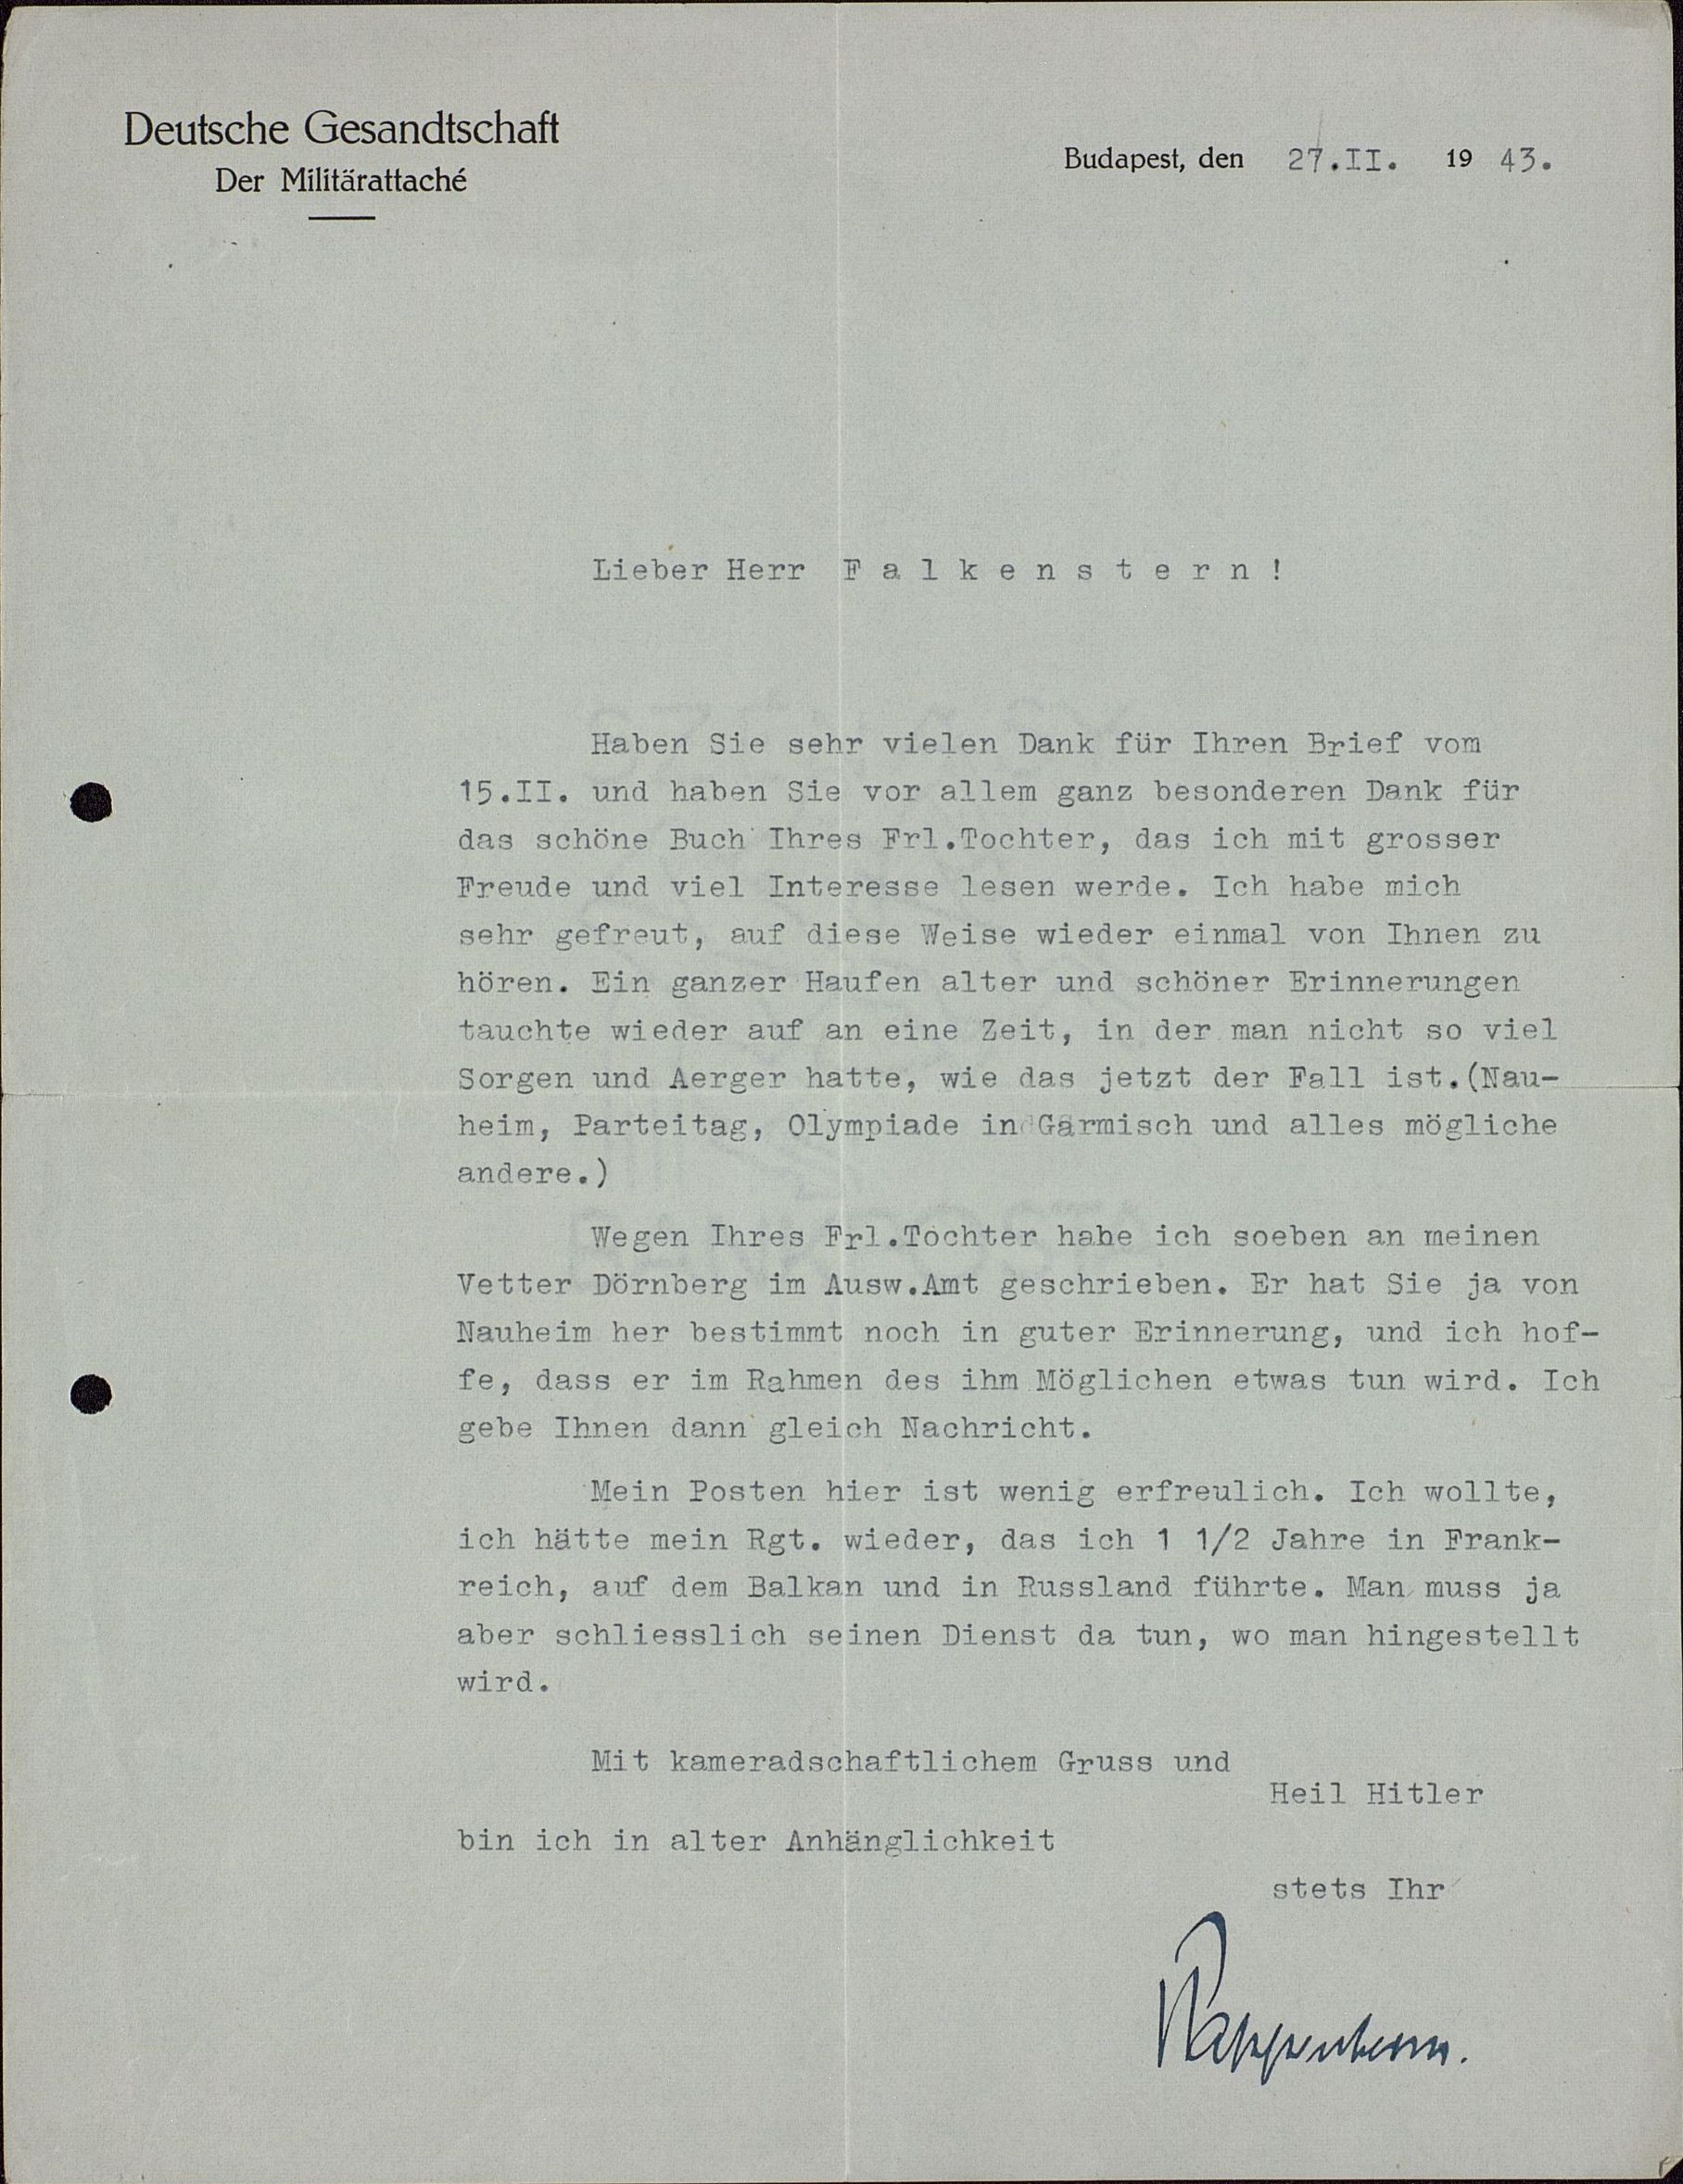 Deutsche Gesandtschaft
Der Militärattaché
Budapest, den 27.II. 19 43.
Lieber Herr F a l k e n s t e r n !
Haben Sie sehr vielen Dank für Ihren Brief vom
15.II. und haben Sie vor allem ganz besonderen Dank für
das schöne Buch Ihres Frl.Tochter, das ich mit grosser
Freude und viel Interesse lesen werde. Ich habe mich
sehr gefreut, auf diese Weise wieder einmal von Ihnen zu
hören. Ein ganzer Haufen alter und schöner Erinnerungen
tauchte wieder auf an eine Zeit, in der man nicht so viel
Sorgen und Aerger hatte, wie das jetzt der Fall ist.(Nau-
heim, Parteitag, Olympiade in Garmisch und alles mögliche
andere.)
Wegen Ihres Frl.Tochter habe ich soeben an meinen
Vetter Dörnberg im Ausw.Amt geschrieben. Er hat Sie ja von
Nauheim her bestimmt noch in guter Erinnerung, und ich hof-
fe, dass er im Rahmen des ihm Möglichen etwas tun wird. Ich
gebe Ihnen dann gleich Nachricht.
Mein Posten hier ist wenig erfreulich. Ich wollte,
ich hätte mein Rgt. wieder, das ich 1 1/2 Jahre in Frank-
reich, auf dem Balkan und in Russland führte. Man muss ja
aber schliesslich seinen Dienst da tun, wo man hingestellt
wird.
Mit kameradschaftlichem Gruss und
Heil Hitler
bin ich in alter Anhänglichkeit
stets Ihr
Pappenheim.